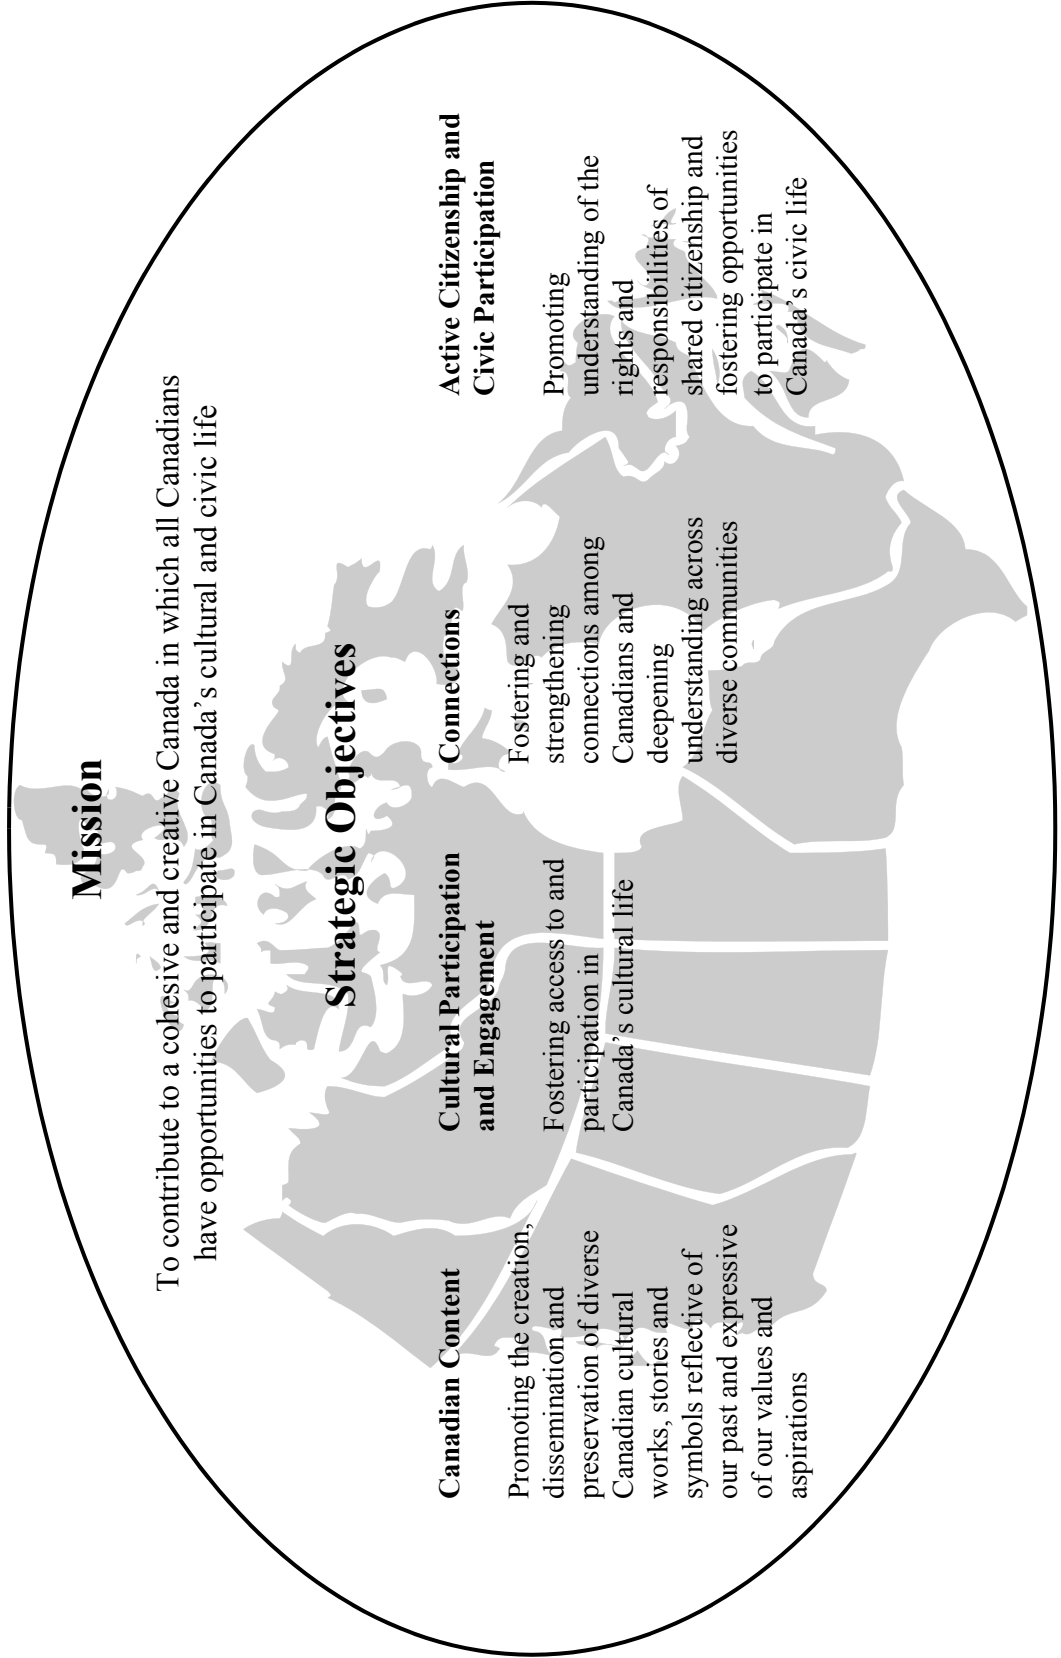 Mission
To contribute to a cohesive and creative Canada in which all Canadians
have opportunities to participate in Canada’s cultural and civic life
Strategic Objectives
Canadian Content
Promoting the creation,
dissemination and
preservation of diverse
Canadian cultural
works, stories and
symbols reflective of
our past and expressive
of our values and
aspirations
Cultural Participation
and Engagement
Fostering access to and
participation in
Canada’s cultural life
Connections
Fostering and
strengthening
connections among
Canadians and
deepening
understanding across
diverse communities
Active Citizenship and
Civic Participation
Promoting
understanding of the
rights and
responsibilities of
shared citizenship and
fostering opportunities
to participate in
Canada’s civic life